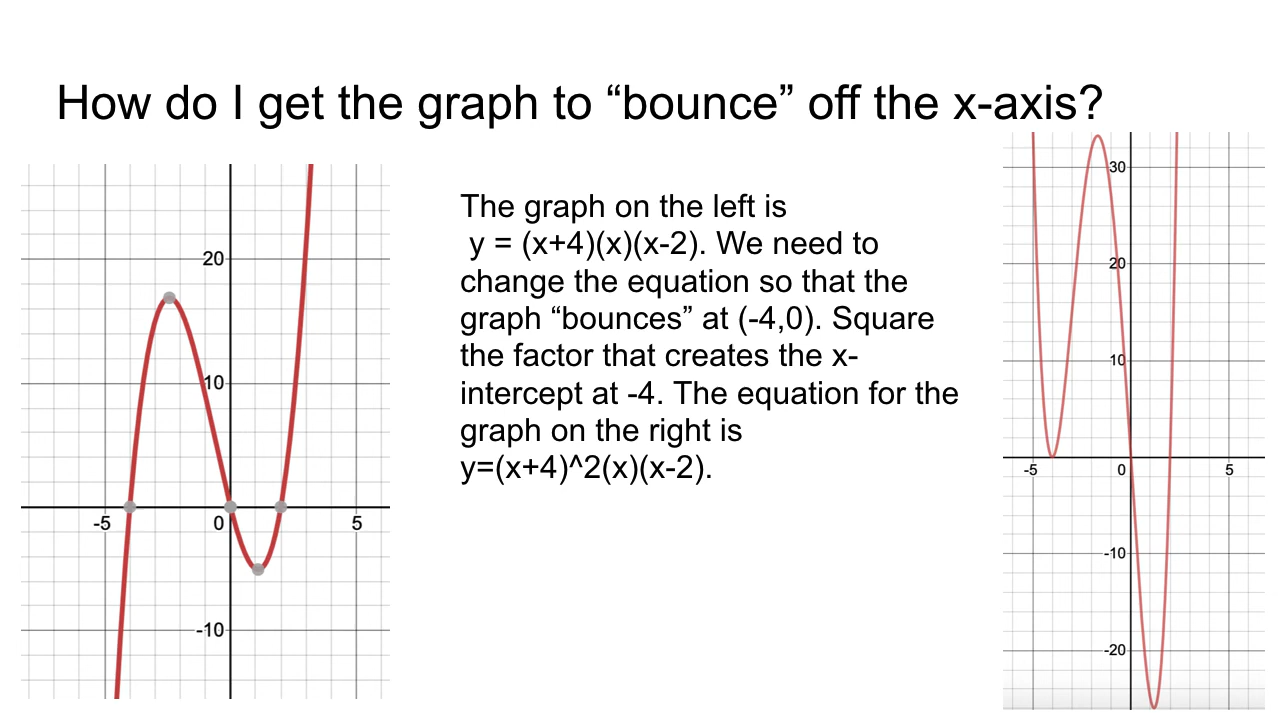 How do I get the graph to “bounce” off the x-axis?
20
10
-5
0
5
-10
The graph on the left is
y = (x+4)(x)(x-2). We need to
change the equation so that the
graph “bounces” at (-4,0). Square
the factor that creates the x-
intercept at -4. The equation for the
graph on the right is
y=(x+4)^2(x)(x-2).
30
20
10
-5
0
5
-10
-20